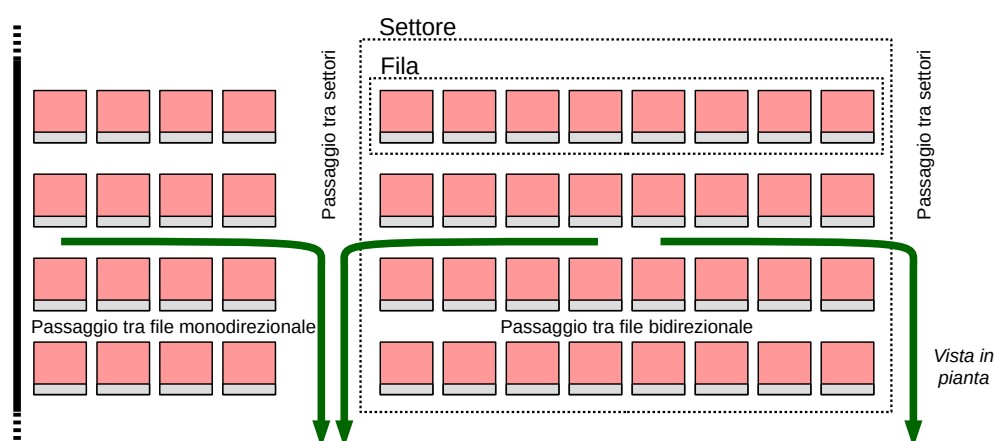 Settore
Fila
Passaggio tra settori
Passaggio tra settori
Passaggio tra file monodirezionale
Passaggio tra file bidirezionale
Vista in
pianta